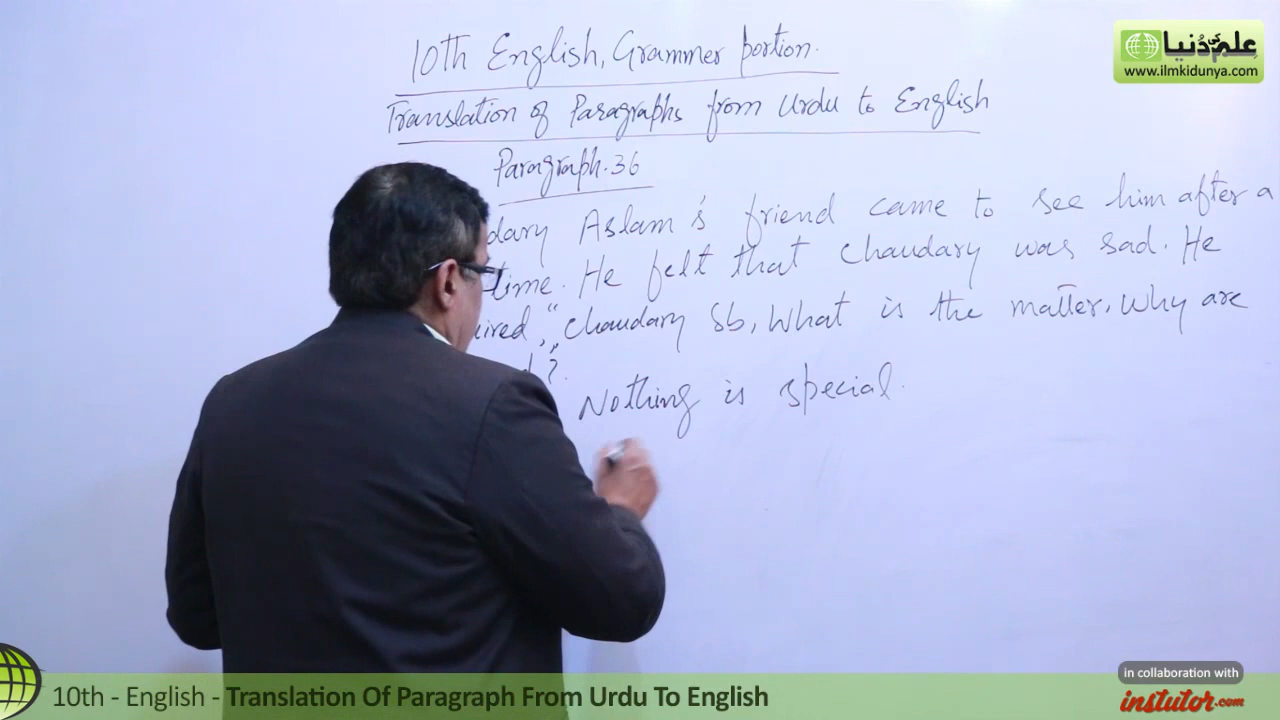 10th English, Grammer portion.
Translation of Paragraphs from Urdu to English
Paragraph.36
dary Aslam's friend came to see him after a
time. He felt that Chaudary was sad. He
ired, "Chaudary Sb, What is the matter, Why are
?
Nothing is special.
علم کی دنیا
www.ilmkidunya.com
in collaboration with
instutor.com
10th - English - Translation Of Paragraph From Urdu To English